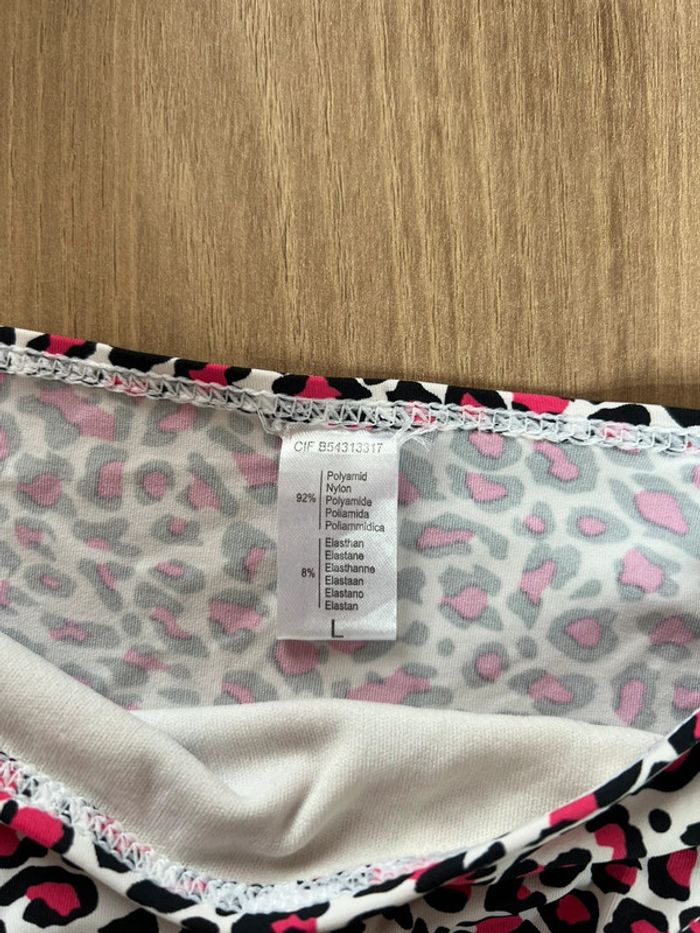 CIF B54313317
Polyamid
Nylon
92% Polyamide
Poliamida
Poliammidica
Elasthan
Elastane
8% Elasthanne
Elastaan
Elastano
Elastan
L